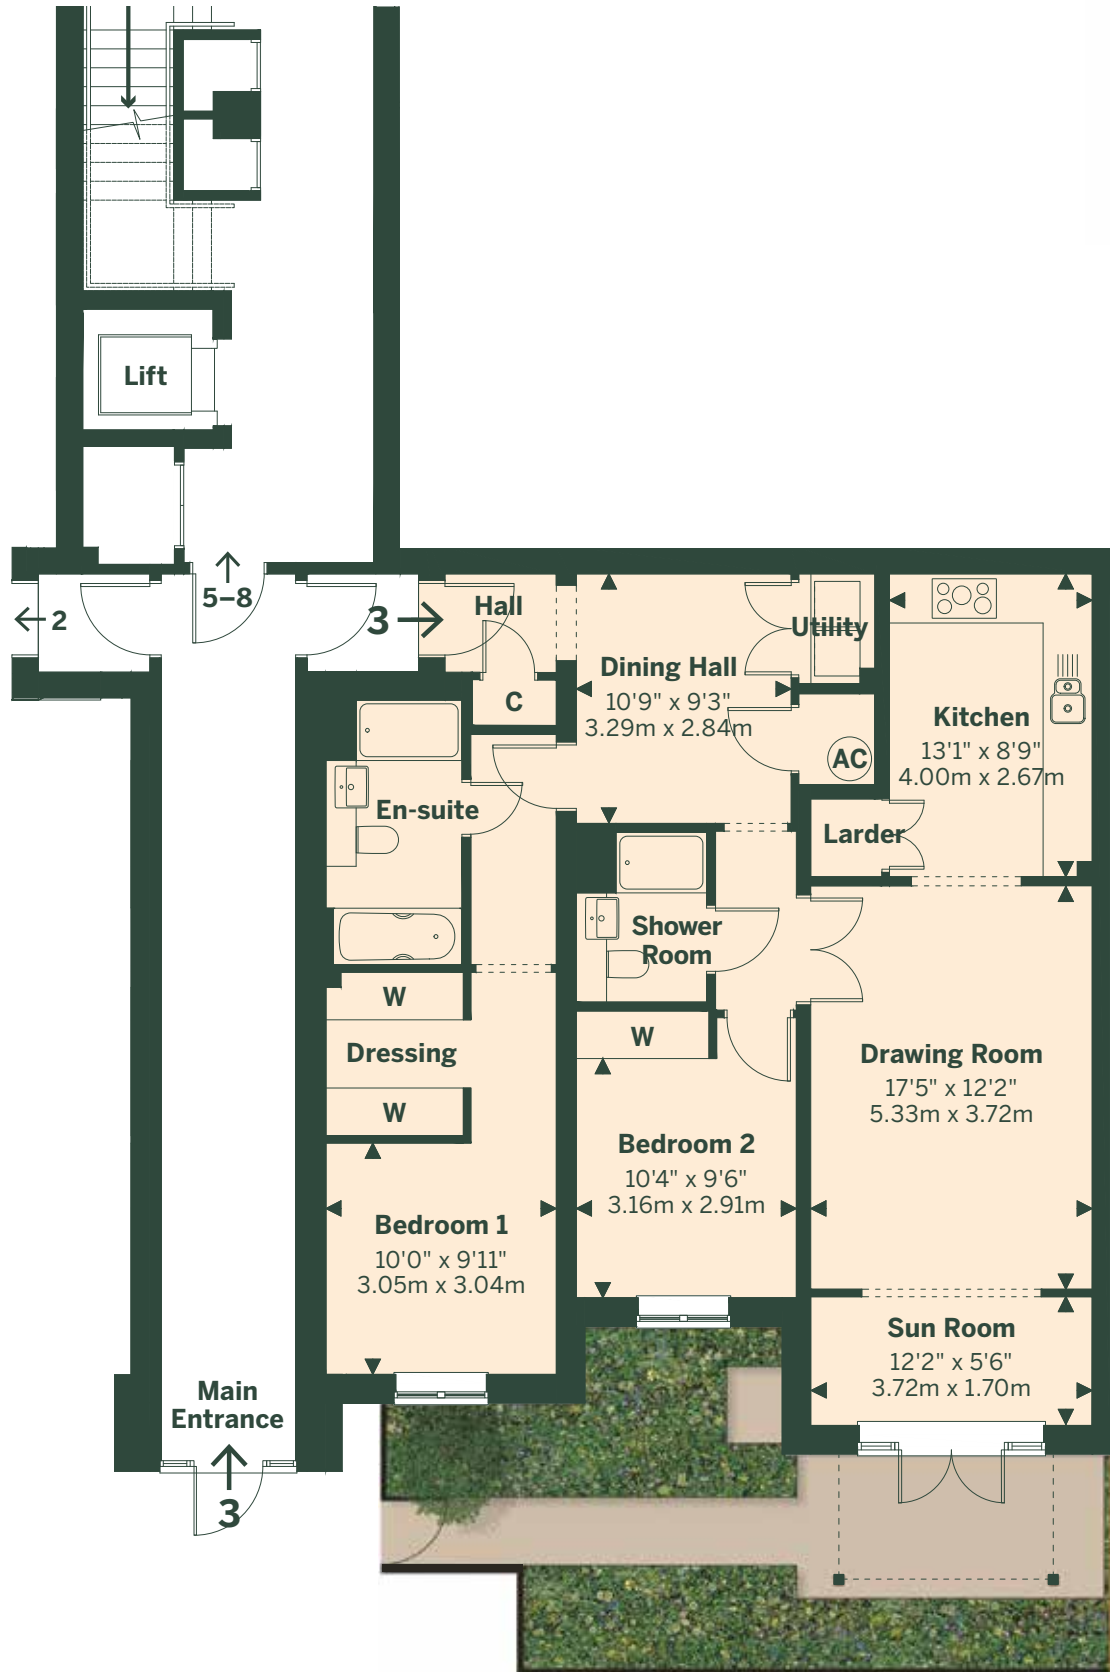 Lift
5–8
2
3
Hall
C
Utility
Dining Hall
10'9" x 9'3"
3.29m x 2.84m
AC
Kitchen
13'1" x 8'9"
4.00m x 2.67m
Larder
En-suite
Shower
Room
W
Dressing
W
W
Drawing Room
17'5" x 12'2"
5.33m x 3.72m
Bedroom 2
10'4" x 9'6"
3.16m x 2.91m
Bedroom 1
10'0" x 9'11"
3.05m x 3.04m
Sun Room
12'2" x 5'6"
3.72m x 1.70m
Main
Entrance
3